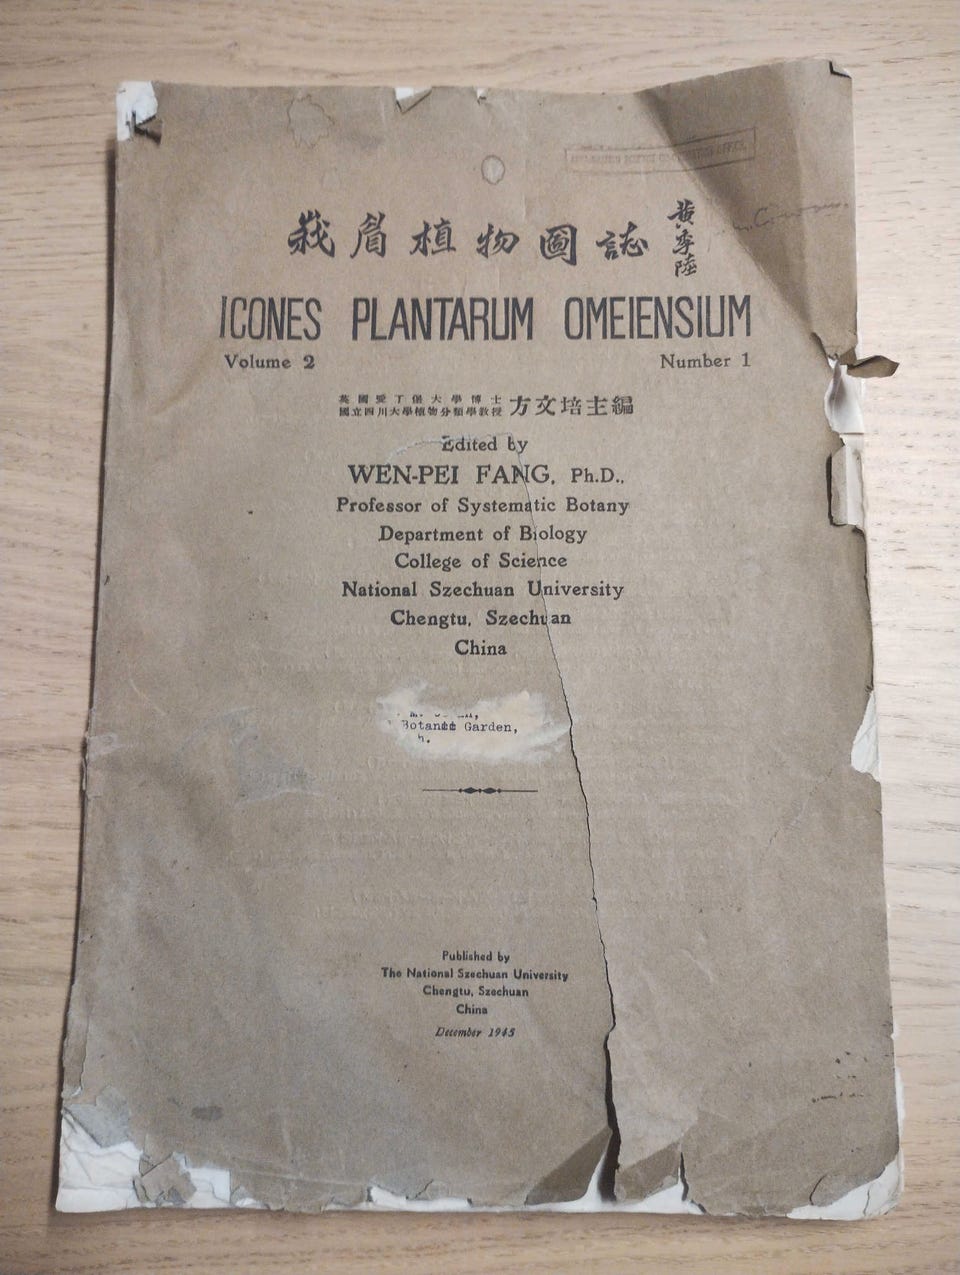 峩眉植物圖誌
黃季陸
ICONES PLANTARUM OMEIENSIUM
Volume 2 Number 1
英國愛丁堡大學博士
國立四川大學植物分類學教授 方文培主編
Edited by
WEN-PEI FANG, Ph.D.,
Professor of Systematic Botany
Department of Biology
College of Science
National Szechuan University
Chengtu, Szechuan
China
Botanic Garden,
h.
Published by
The National Szechuan University
Chengtu, Szechuan
China
December 1945